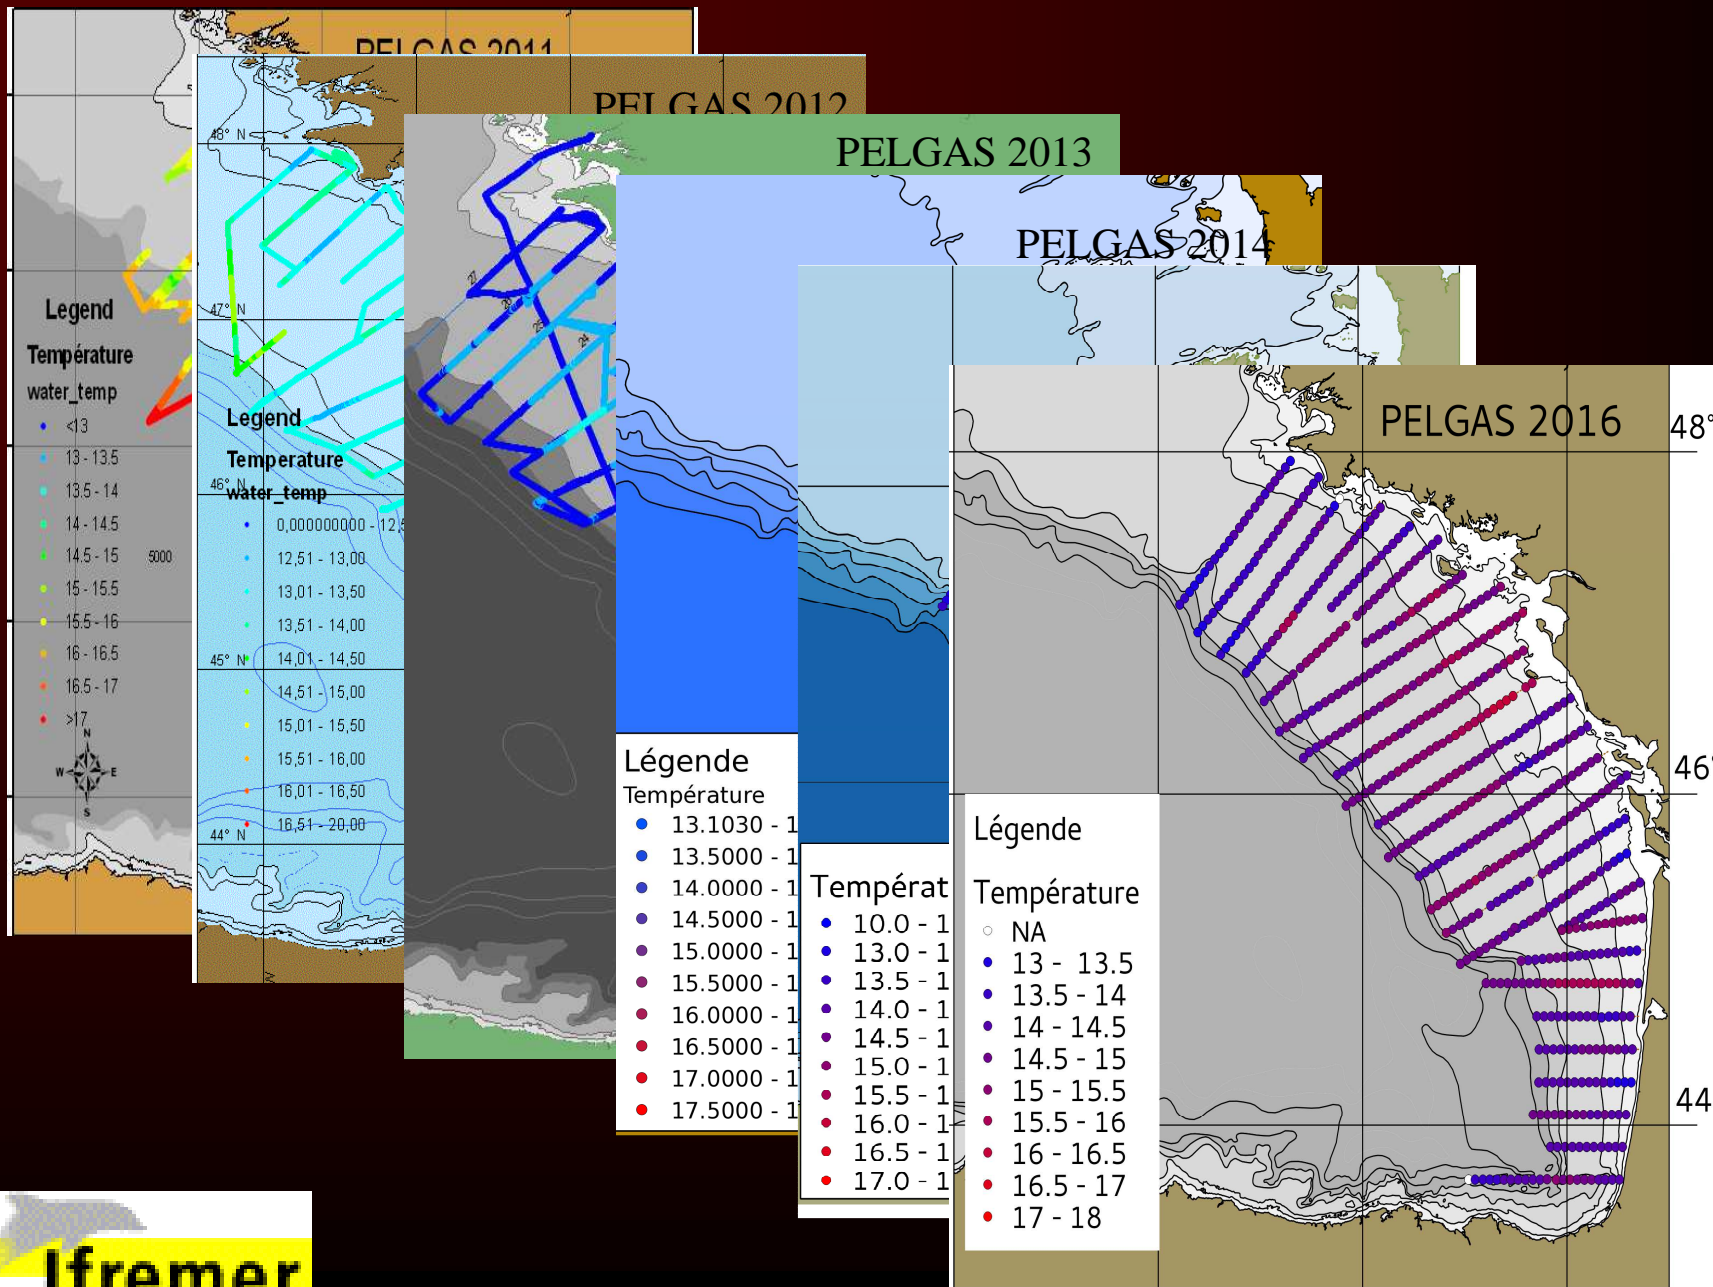 PELGAS 2011
Legend
Température
water_temp
<13
13 - 13.5
13.5 - 14
14 - 14.5
14.5 - 15
5000
15 - 15.5
15.5 - 16
16 - 16.5
16.5 - 17
>17
N
W
E
S
PELGAS 2012
48° N
47° N
46° N
45° N
44° N
Legend
Temperature
water_temp
0,000000000 - 12,5
12,51 - 13,00
13,01 - 13,50
13,51 - 14,00
14,01 - 14,50
14,51 - 15,00
15,01 - 15,50
15,51 - 16,00
16,01 - 16,50
16,51 - 20,00
PELGAS 2013
27
25
24
PELGAS 2014
Légende
Température
13.1030 - 1
13.5000 - 1
14.0000 - 1
14.5000 - 1
15.0000 - 1
15.5000 - 1
16.0000 - 1
16.5000 - 1
17.0000 - 1
17.5000 - 1
Températ
10.0 - 1
13.0 - 1
13.5 - 1
14.0 - 1
14.5 - 1
15.0 - 1
15.5 - 1
16.0 - 1
16.5 - 1
17.0 - 1
PELGAS 2016
48°
46°
44
Légende
Température
NA
13 - 13.5
13.5 - 14
14 - 14.5
14.5 - 15
15 - 15.5
15.5 - 16
16 - 16.5
16.5 - 17
17 - 18
Ifremer